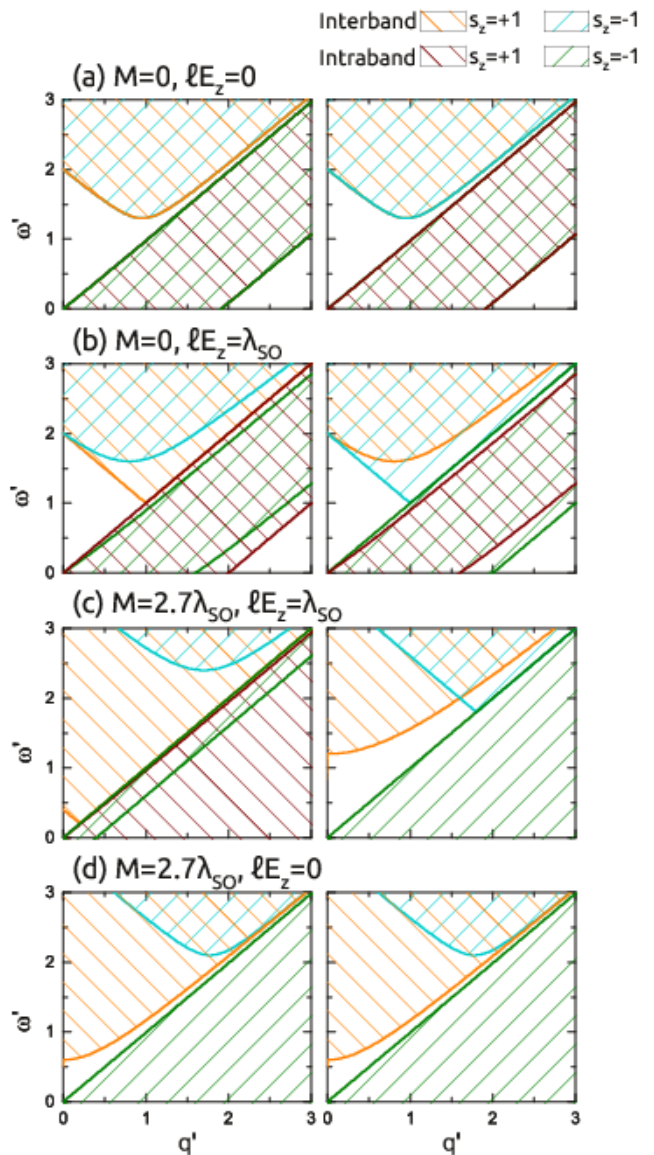 Interband s_z=+1 s_z=-1
Intraband s_z=+1 s_z=-1
(a) M=0, ℓE_z=0
3
2
1
0
ω'
(b) M=0, ℓE_z=λ_SO
3
2
1
0
ω'
(c) M=2.7λ_SO, ℓE_z=λ_SO
3
2
1
0
ω'
(d) M=2.7λ_SO, ℓE_z=0
3
2
1
0
ω'
0 1 2 3 0 1 2 3
q' q'